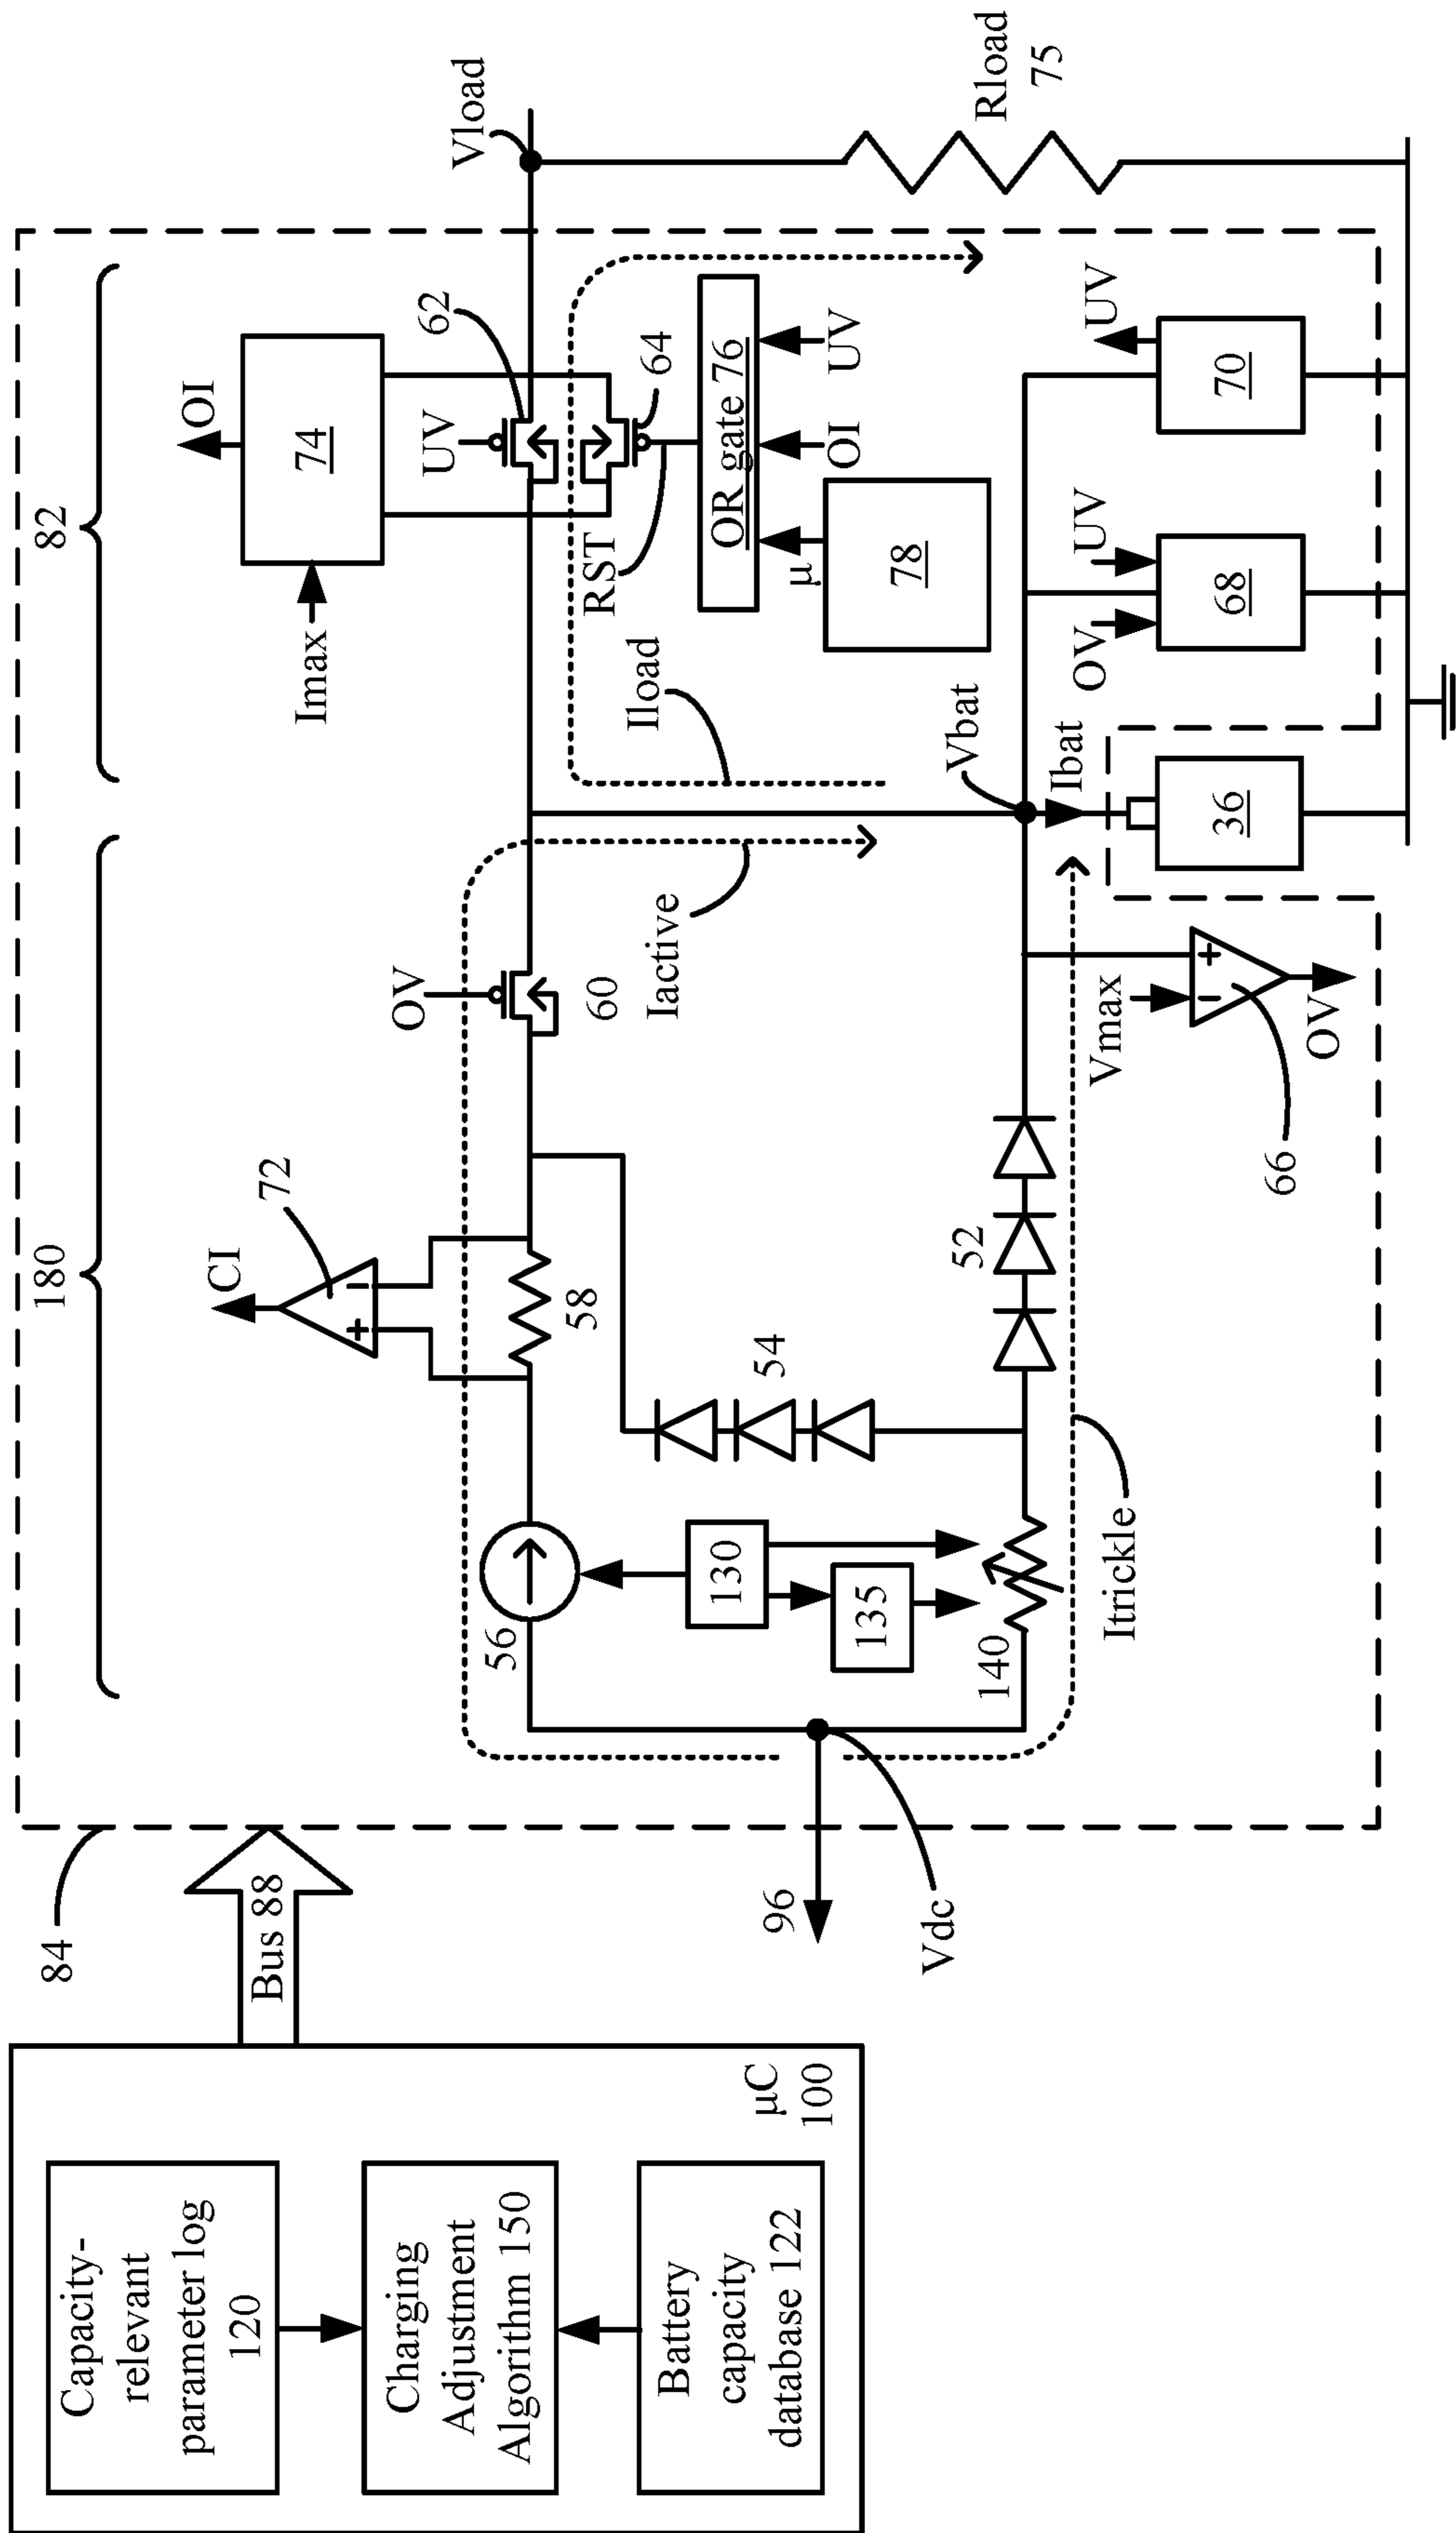 Capacity-
relevant
parameter log
120
Charging
Adjustment
Algorithm 150
Battery
capacity
database 122
µC
100
Bus 88
84
180
82
CI
72
OI
74
Imax
Vload
56
58
OV
60
UV
62
64
RST
OR gate 76
µ
OI
UV
78
Iload
Iactive
130
135
54
96
Vdc
140
52
Itrickle
Vbat
Ibat
36
Vmax
+
−
66
OV
OV
UV
68
UV
70
Rload
75
+
−